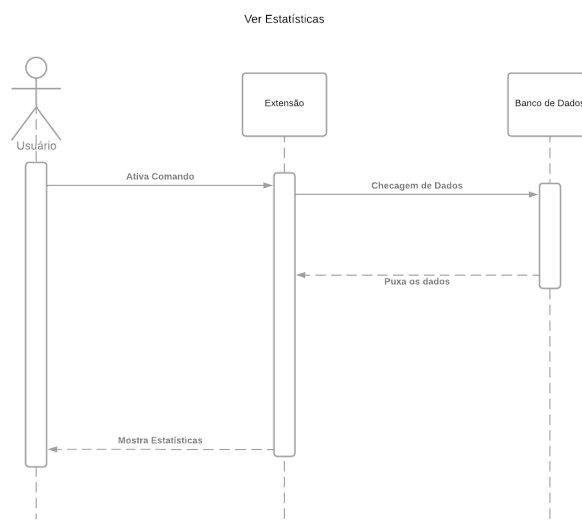 Ver Estatísticas
Extensão
Banco de Dados
Usuário
Ativa Comando
Checagem de Dados
Puxa os dados
Mostra Estatísticas